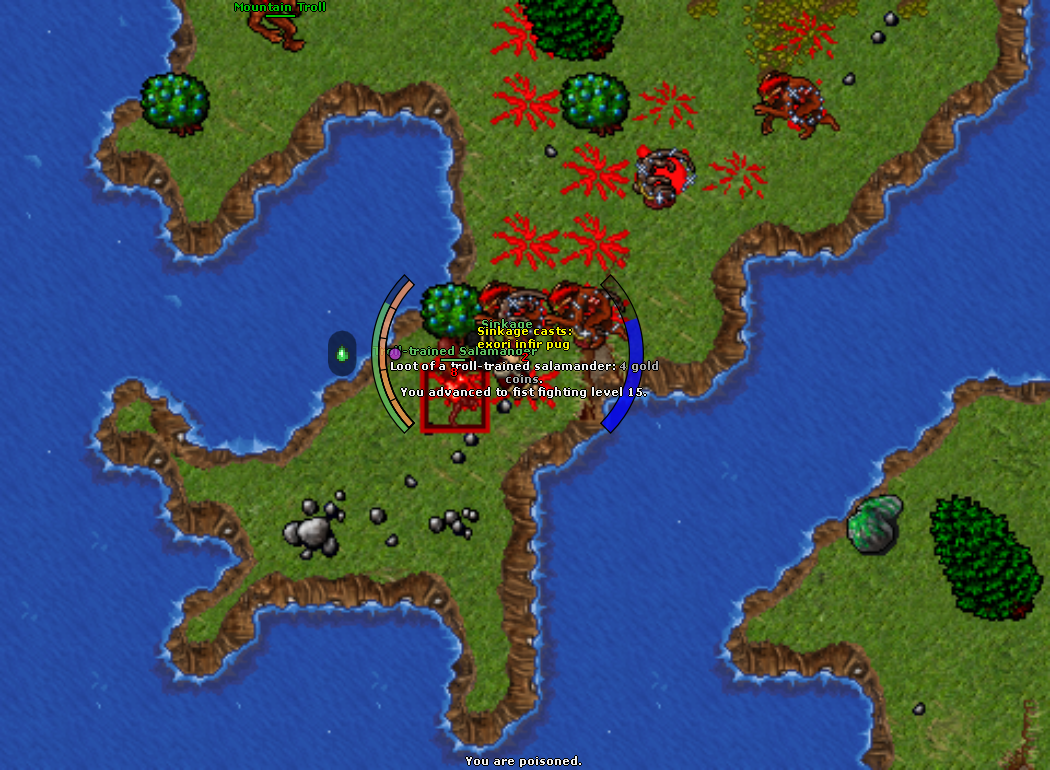 Mountain Troll
Sinkage
Sinkage casts:
exori infir pug
ll-trained Salamander
Loot of a troll-trained salamander: 4 gold
coins.
You advanced to fist fighting level 15.
You are poisoned.